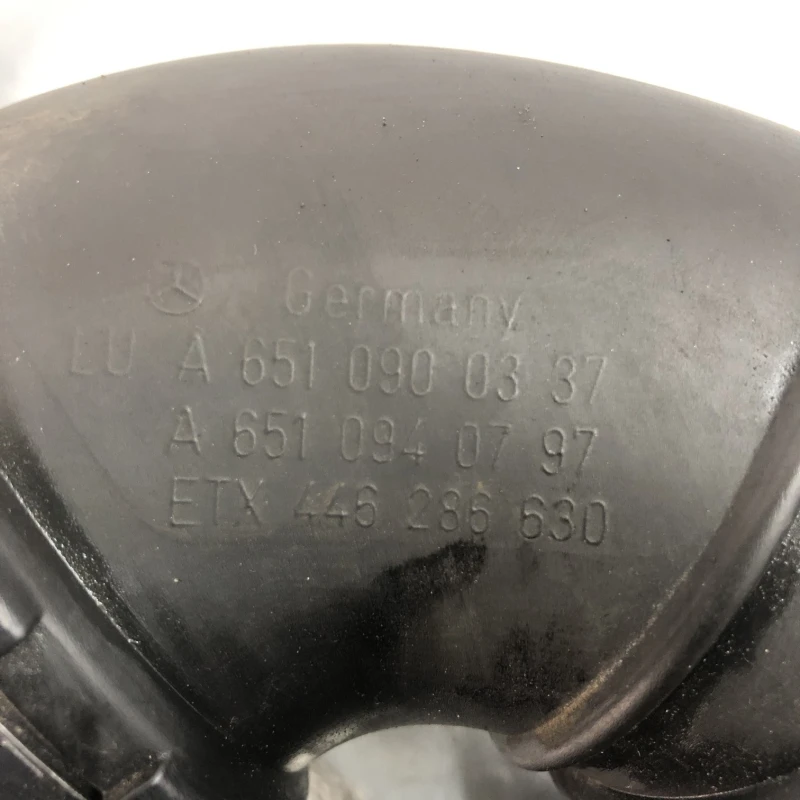 Germany
LU A 651 090 03 37
A 651 094 07 97
ETX 446 286 630